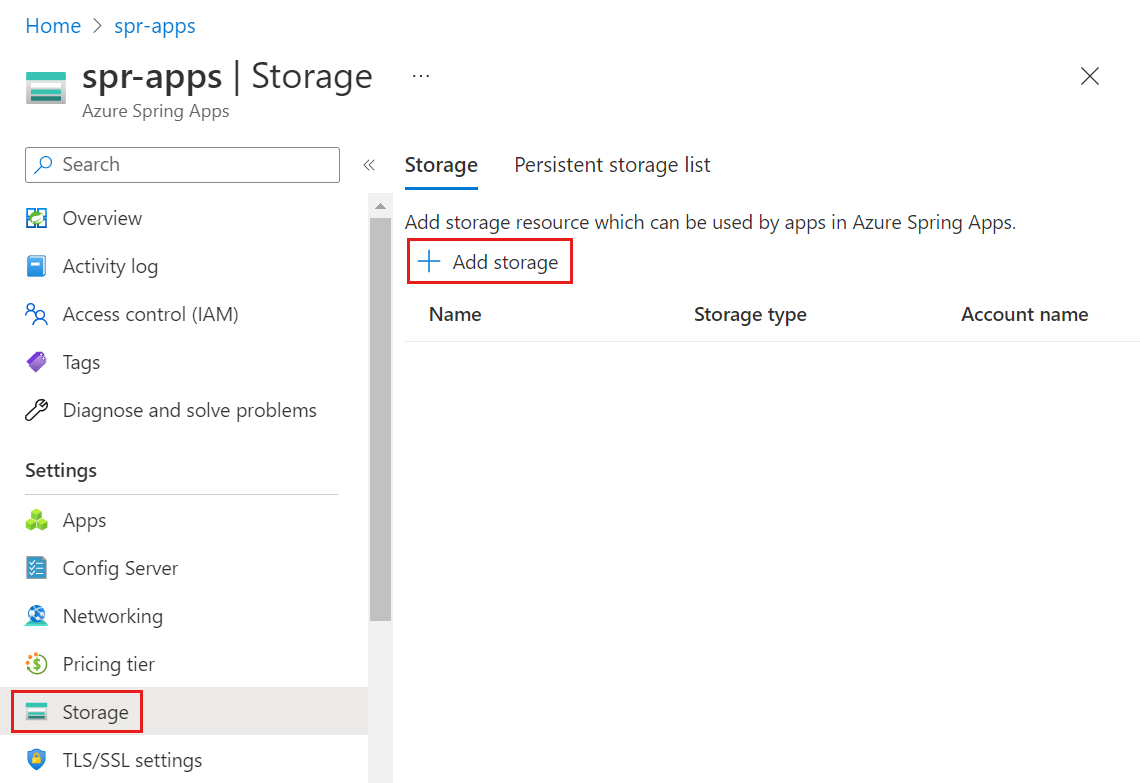 Home > spr-apps
spr-apps | Storage ...
Azure Spring Apps
Search
«
Overview
Activity log
Access control (IAM)
Tags
Diagnose and solve problems
Settings
Apps
Config Server
Networking
Pricing tier
Storage
TLS/SSL settings
Storage Persistent storage list
Add storage resource which can be used by apps in Azure Spring Apps.
+ Add storage
Name Storage type Account name